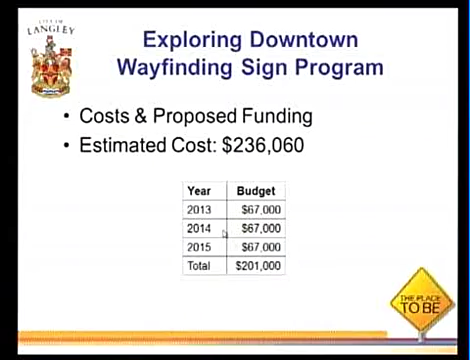 CITY OF
LANGLEY
Exploring Downtown
Wayfinding Sign Program
• Costs & Proposed Funding
• Estimated Cost: $236,060
Year Budget
2013 $67,000
2014 $67,000
2015 $67,000
Total $201,000
THE PLACE
TO BE